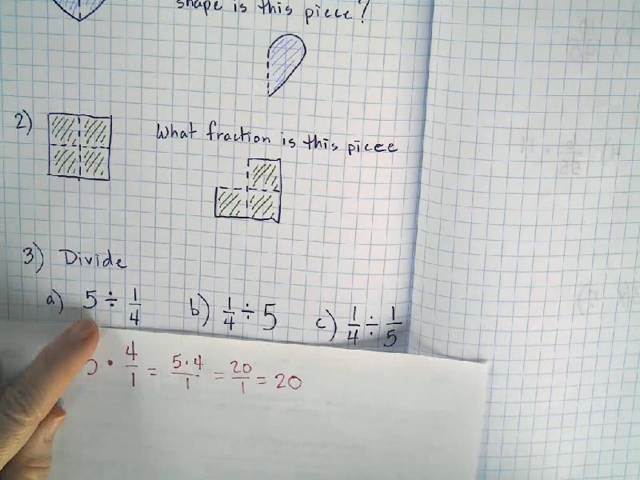 shape is this piece?
2) What fraction is this picee
3) Divide
a) 5 ÷ 1/4 b) 1/4 ÷ 5 c) 1/4 ÷ 1/5
· 4/1 = 5·4/1 = 20/1 = 20